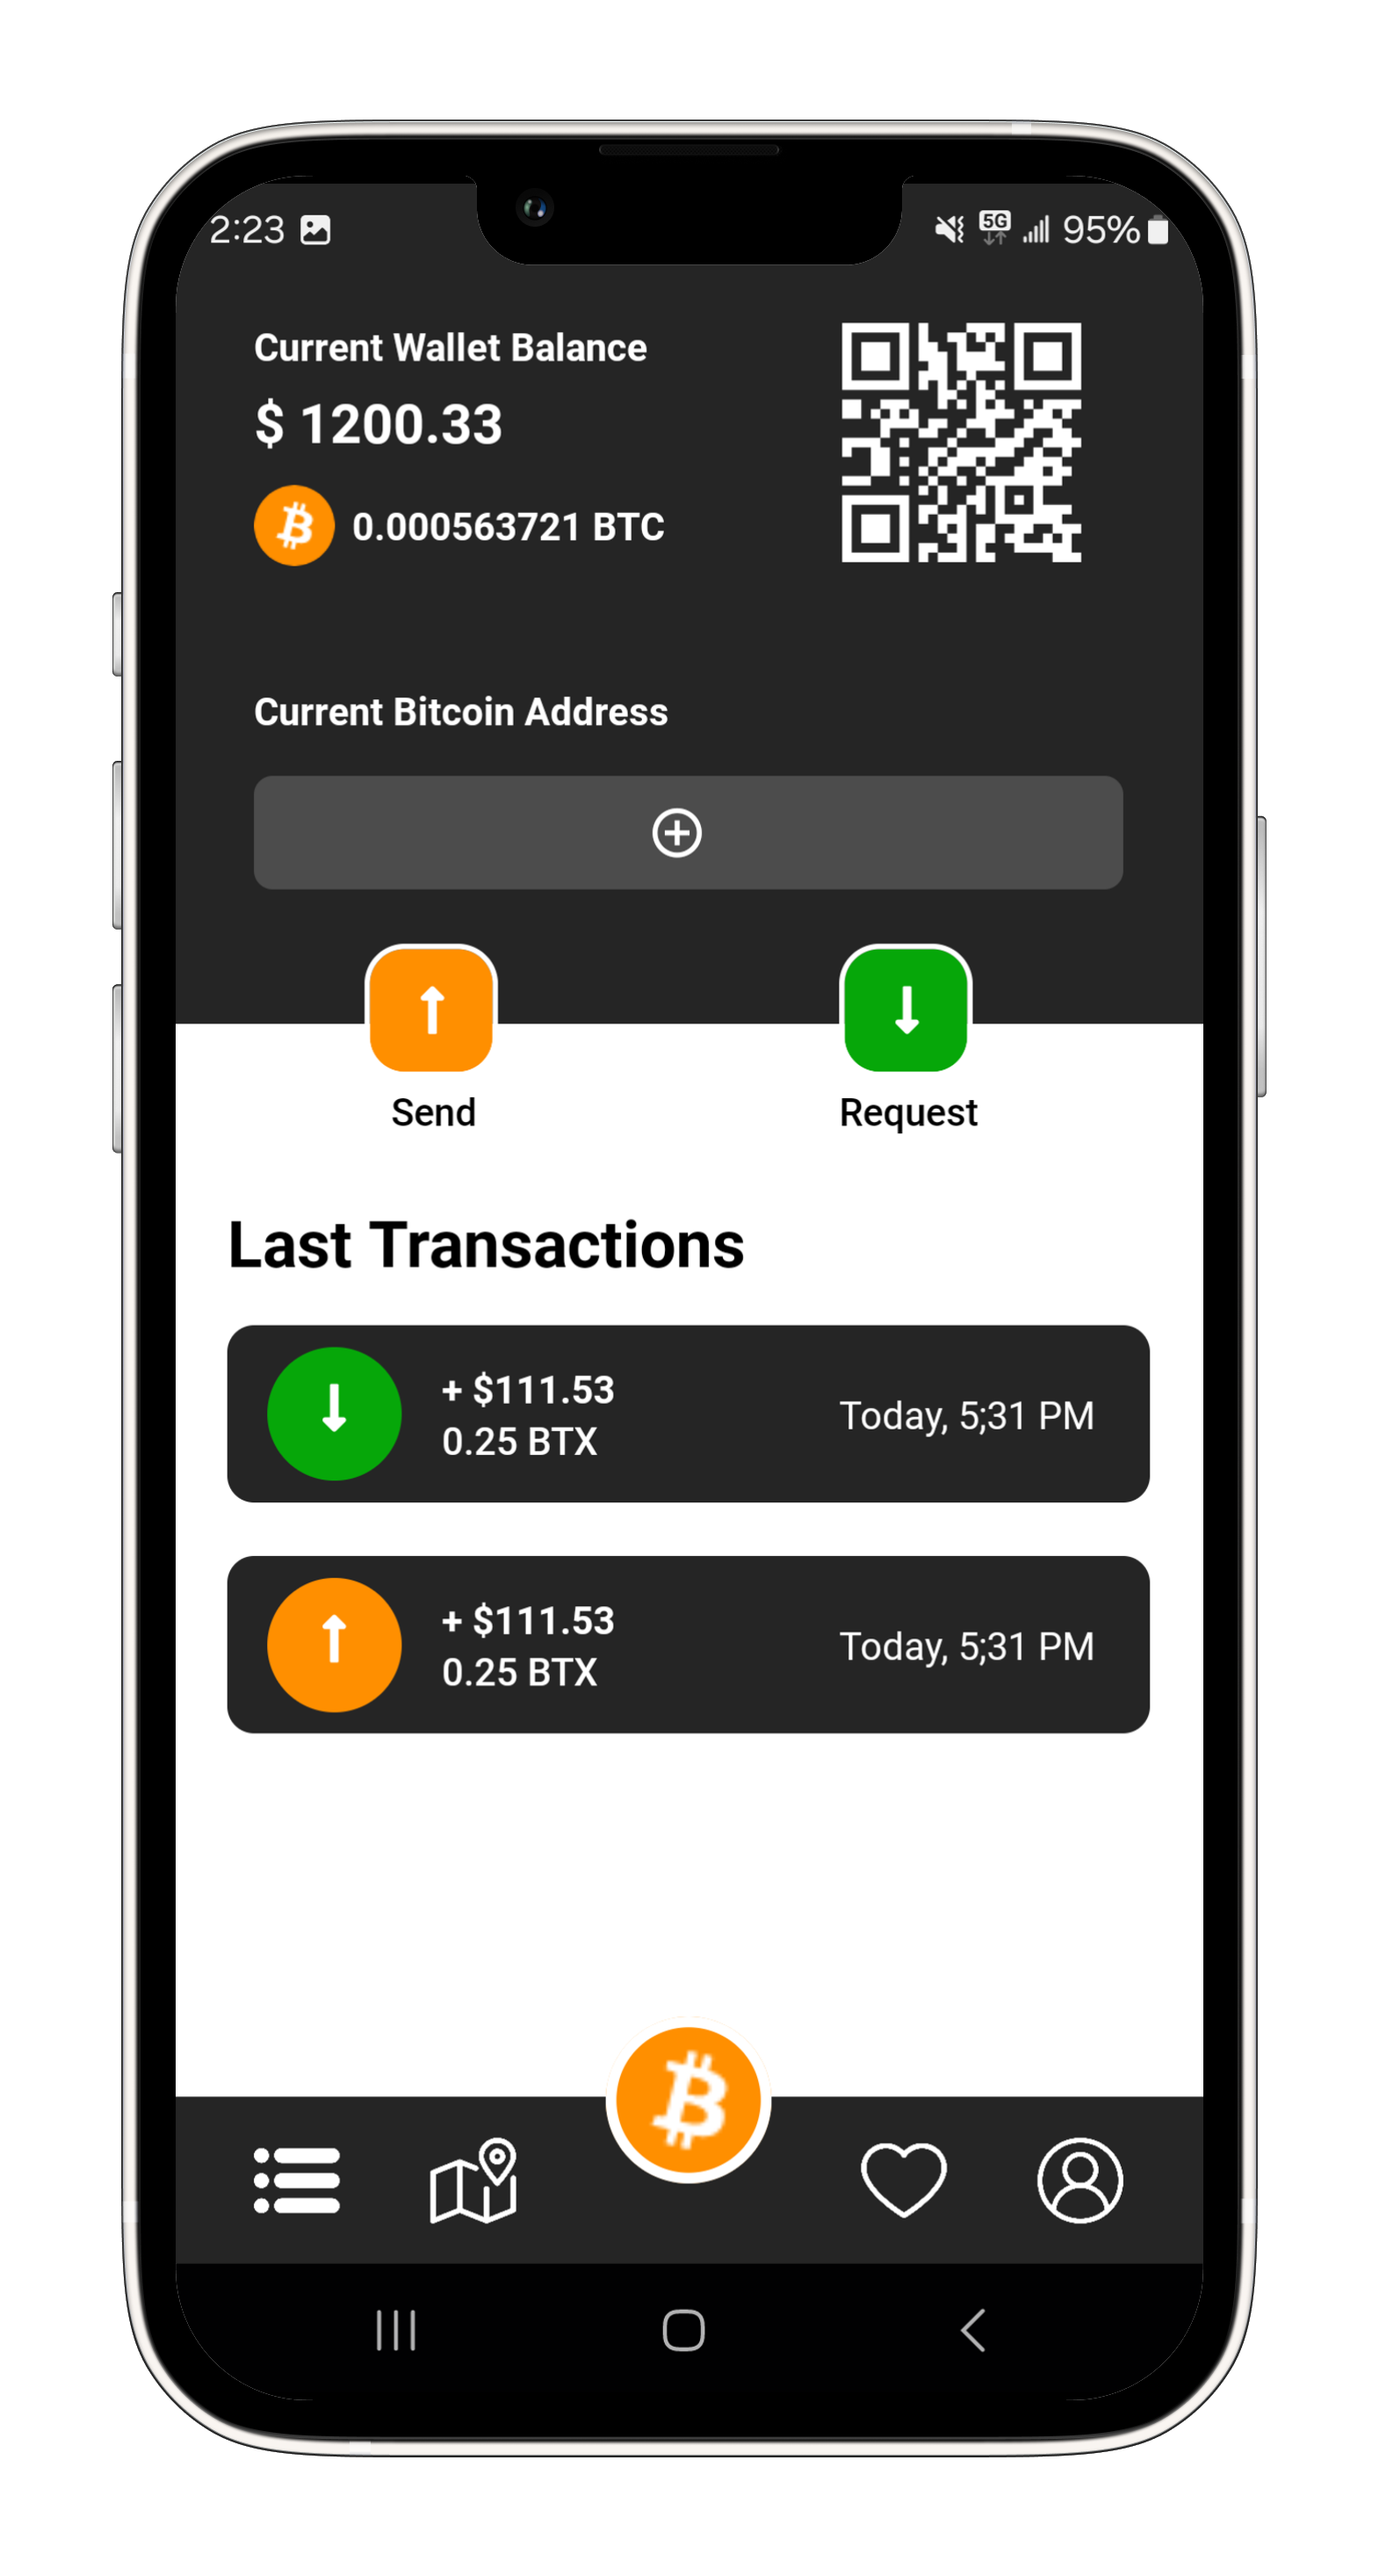 2:23
5G 95%
Current Wallet Balance
$ 1200.33
0.000563721 BTC
Current Bitcoin Address
Send
Request
Last Transactions
+ $111.53
0.25 BTX
Today, 5;31 PM
+ $111.53
0.25 BTX
Today, 5;31 PM